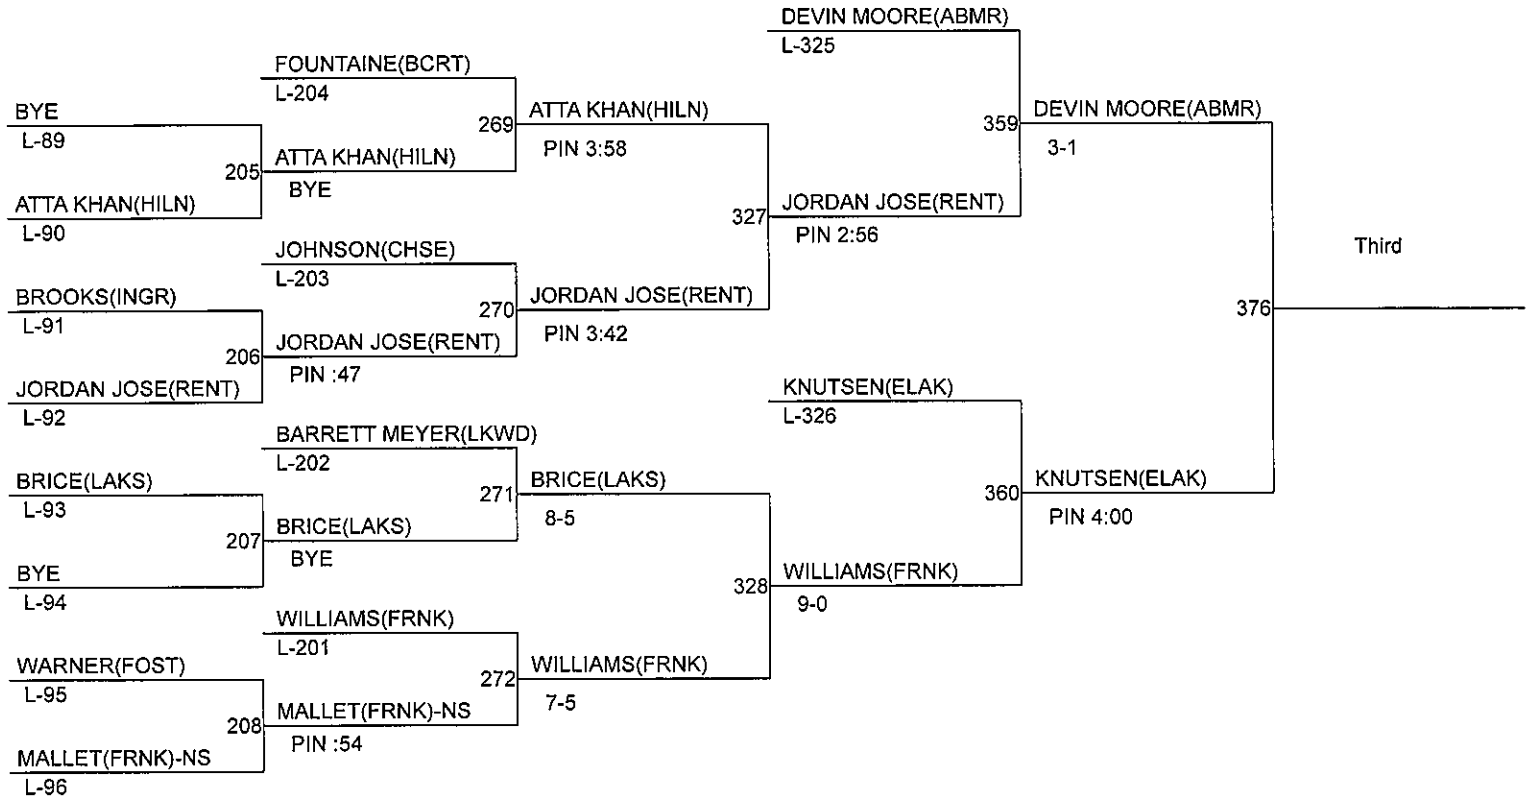 DEVIN MOORE(ABMR)
L-325
FOUNTAINE(BCRT)
L-204
BYE
L-89
269
ATTA KHAN(HILN)
PIN 3:58
359
DEVIN MOORE(ABMR)
3-1
205
ATTA KHAN(HILN)
BYE
ATTA KHAN(HILN)
L-90
327
JORDAN JOSE(RENT)
PIN 2:56
Third
JOHNSON(CHSE)
L-203
BROOKS(INGR)
L-91
270
JORDAN JOSE(RENT)
PIN 3:42
376
206
JORDAN JOSE(RENT)
PIN :47
JORDAN JOSE(RENT)
L-92
KNUTSEN(ELAK)
L-326
BARRETT MEYER(LKWD)
L-202
BRICE(LAKS)
L-93
271
BRICE(LAKS)
8-5
360
KNUTSEN(ELAK)
PIN 4:00
207
BRICE(LAKS)
BYE
BYE
L-94
328
WILLIAMS(FRNK)
9-0
WILLIAMS(FRNK)
L-201
WARNER(FOST)
L-95
272
WILLIAMS(FRNK)
7-5
208
MALLET(FRNK)-NS
PIN :54
MALLET(FRNK)-NS
L-96